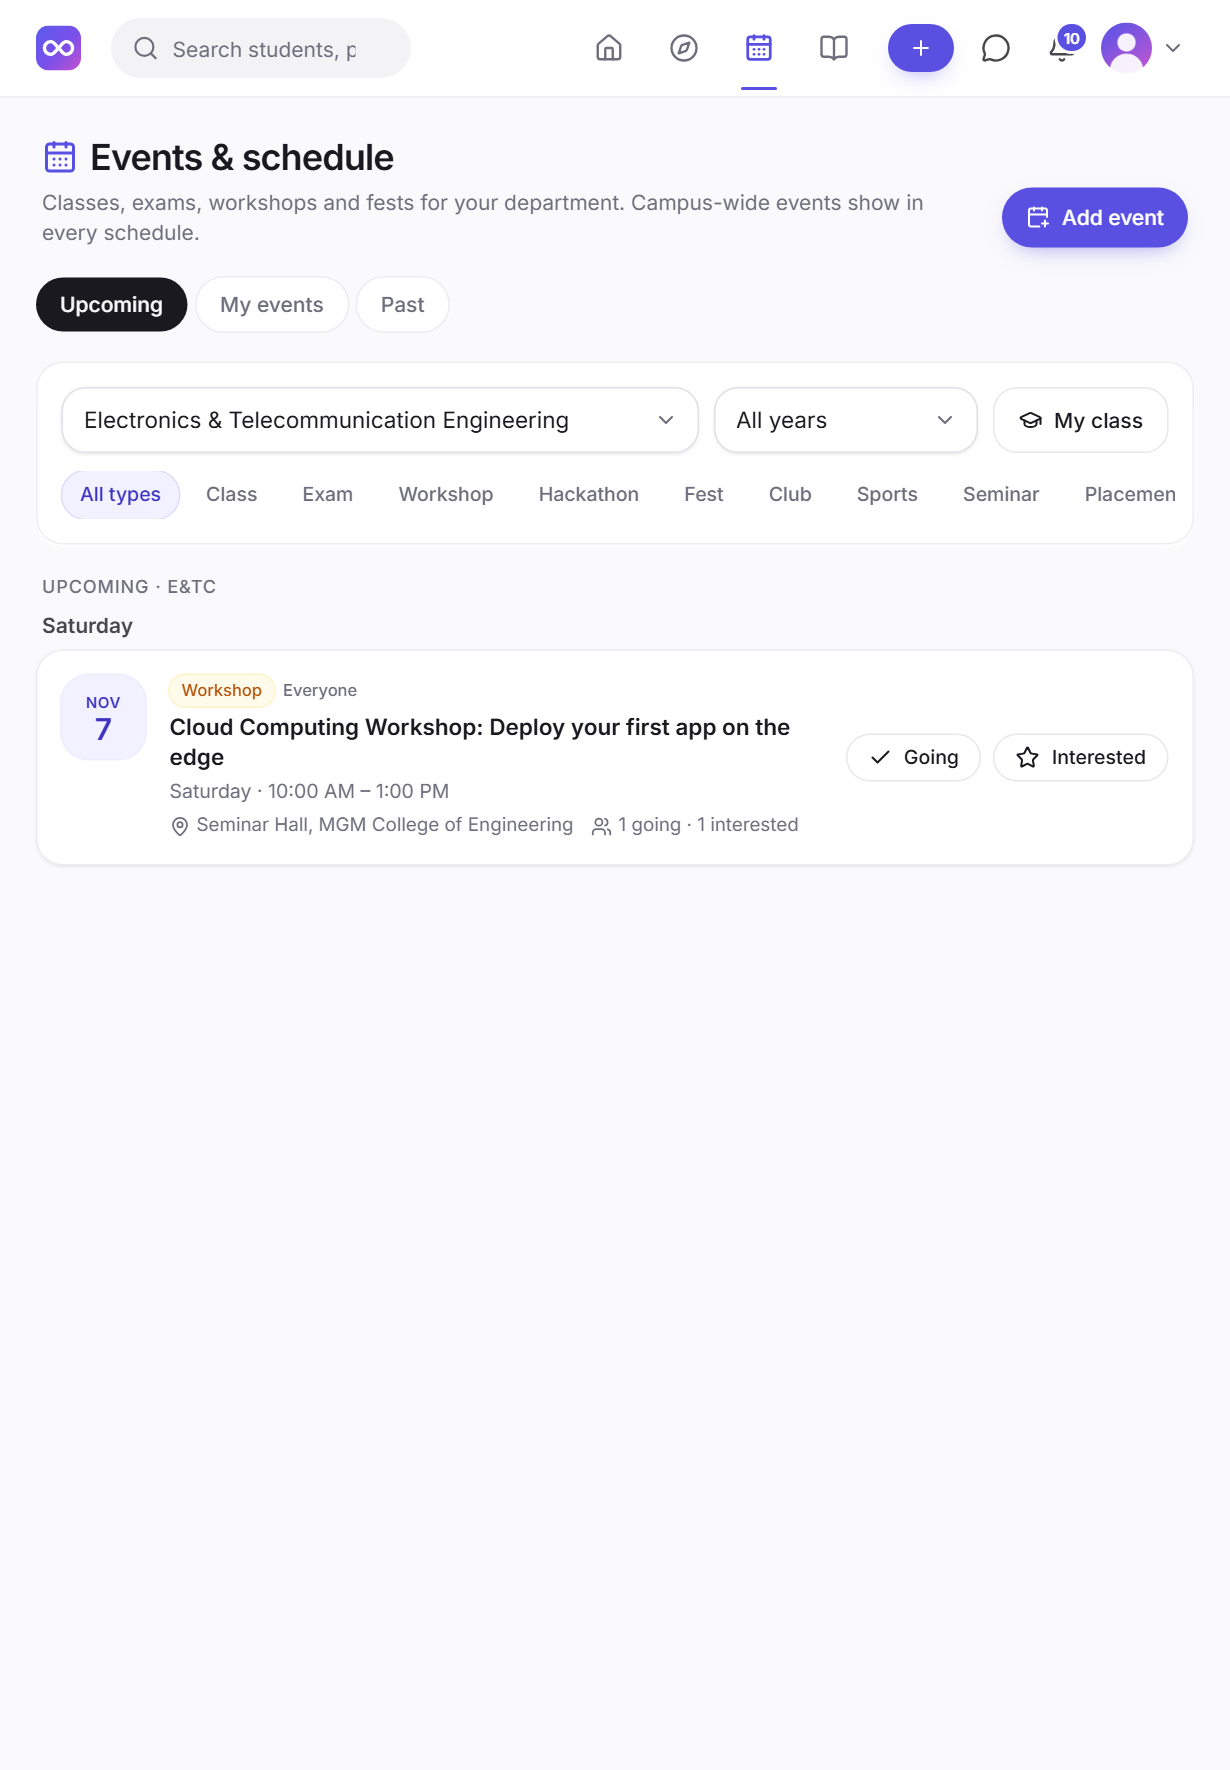 Search students, p
10
Events & schedule
Classes, exams, workshops and fests for your department. Campus-wide events show in
every schedule.
Add event
Upcoming
My events
Past
Electronics & Telecommunication Engineering
All years
My class
All types
Class
Exam
Workshop
Hackathon
Fest
Club
Sports
Seminar
Placemen
UPCOMING · E&TC
Saturday
NOV
7
Workshop
Everyone
Cloud Computing Workshop: Deploy your first app on the
edge
Saturday · 10:00 AM – 1:00 PM
Seminar Hall, MGM College of Engineering
1 going · 1 interested
Going
Interested